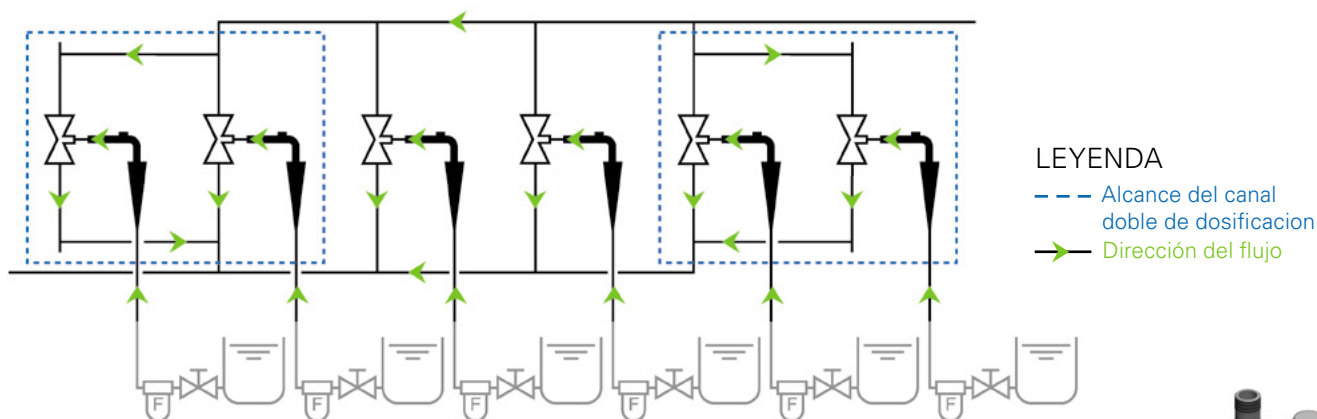 LEYENDA
Alcance del canal
doble de dosificacion
Dirección del flujo
F
F
F
F
F
F